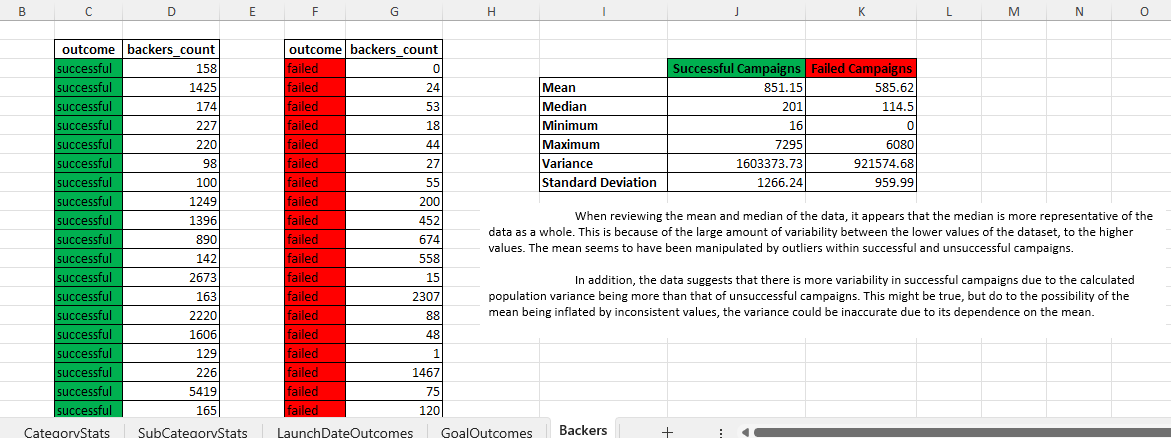 B C D E F G H I J K L M N O
outcome backers_count outcome backers_count
successful 158 failed 0 Successful Campaigns Failed Campaigns
successful 1425 failed 24 Mean 851.15 585.62
successful 174 failed 53 Median 201 114.5
successful 227 failed 18 Minimum 16 0
successful 220 failed 44 Maximum 7295 6080
successful 98 failed 27 Variance 1603373.73 921574.68
successful 100 failed 55 Standard Deviation 1266.24 959.99
successful 1249 failed 200
successful 1396 failed 452
successful 890 failed 674
successful 142 failed 558
successful 2673 failed 15
successful 163 failed 2307
successful 2220 failed 88
successful 1606 failed 48
successful 129 failed 1
successful 226 failed 1467
successful 5419 failed 75
successful 165 failed 120
When reviewing the mean and median of the data, it appears that the median is more representative of the
data as a whole. This is because of the large amount of variability between the lower values of the dataset, to the higher
values. The mean seems to have been manipulated by outliers within successful and unsuccessful campaigns.
In addition, the data suggests that there is more variability in successful campaigns due to the calculated
population variance being more than that of unsuccessful campaigns. This might be true, but do to the possibility of the
mean being inflated by inconsistent values, the variance could be inaccurate due to its dependence on the mean.
CategoryStats SubCategoryStats LaunchDateOutcomes GoalOutcomes Backers +